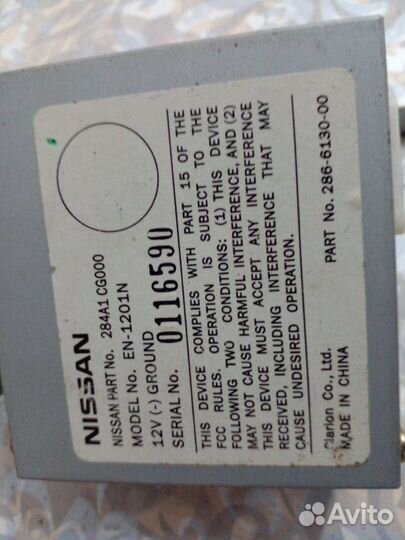 NISSAN
NISSAN PART No. 284A1 CG000
MODEL No. EN-1201N
12V (-) GROUND
SERIAL No. 0116590
THIS DEVICE COMPLIES WITH PART 15 OF THE
FCC RULES. OPERATION IS SUBJECT TO THE
FOLLOWING TWO CONDITIONS: (1) THIS DEVICE
MAY NOT CAUSE HARMFUL INTERFERENCE, AND (2)
THIS DEVICE MUST ACCEPT ANY INTERFERENCE
RECEIVED, INCLUDING INTERFERENCE THAT MAY
CAUSE UNDESIRED OPERATION.
PART No. 286-6130-00
Clarion Co., Ltd.
MADE IN CHINA
Avito